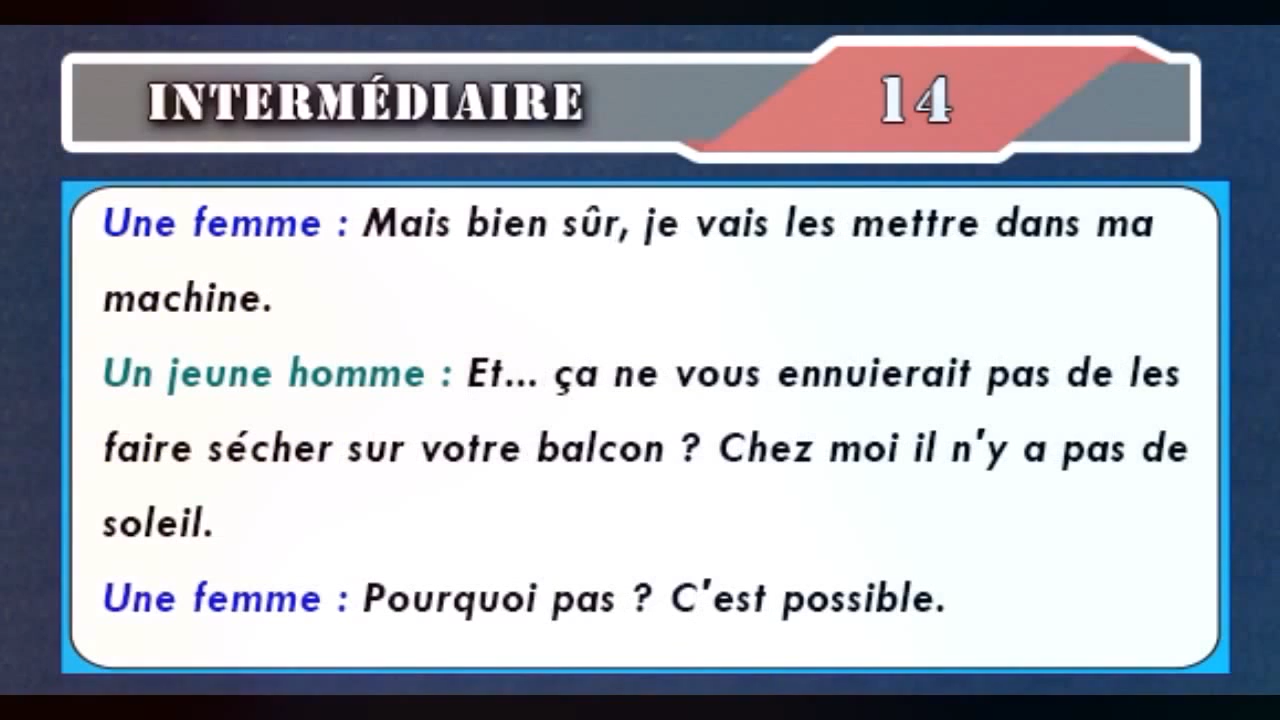 INTERMÉDIAIRE
14
Une femme : Mais bien sûr, je vais les mettre dans ma
machine.
Un jeune homme : Et... ça ne vous ennuierait pas de les
faire sécher sur votre balcon ? Chez moi il n'y a pas de
soleil.
Une femme : Pourquoi pas ? C'est possible.